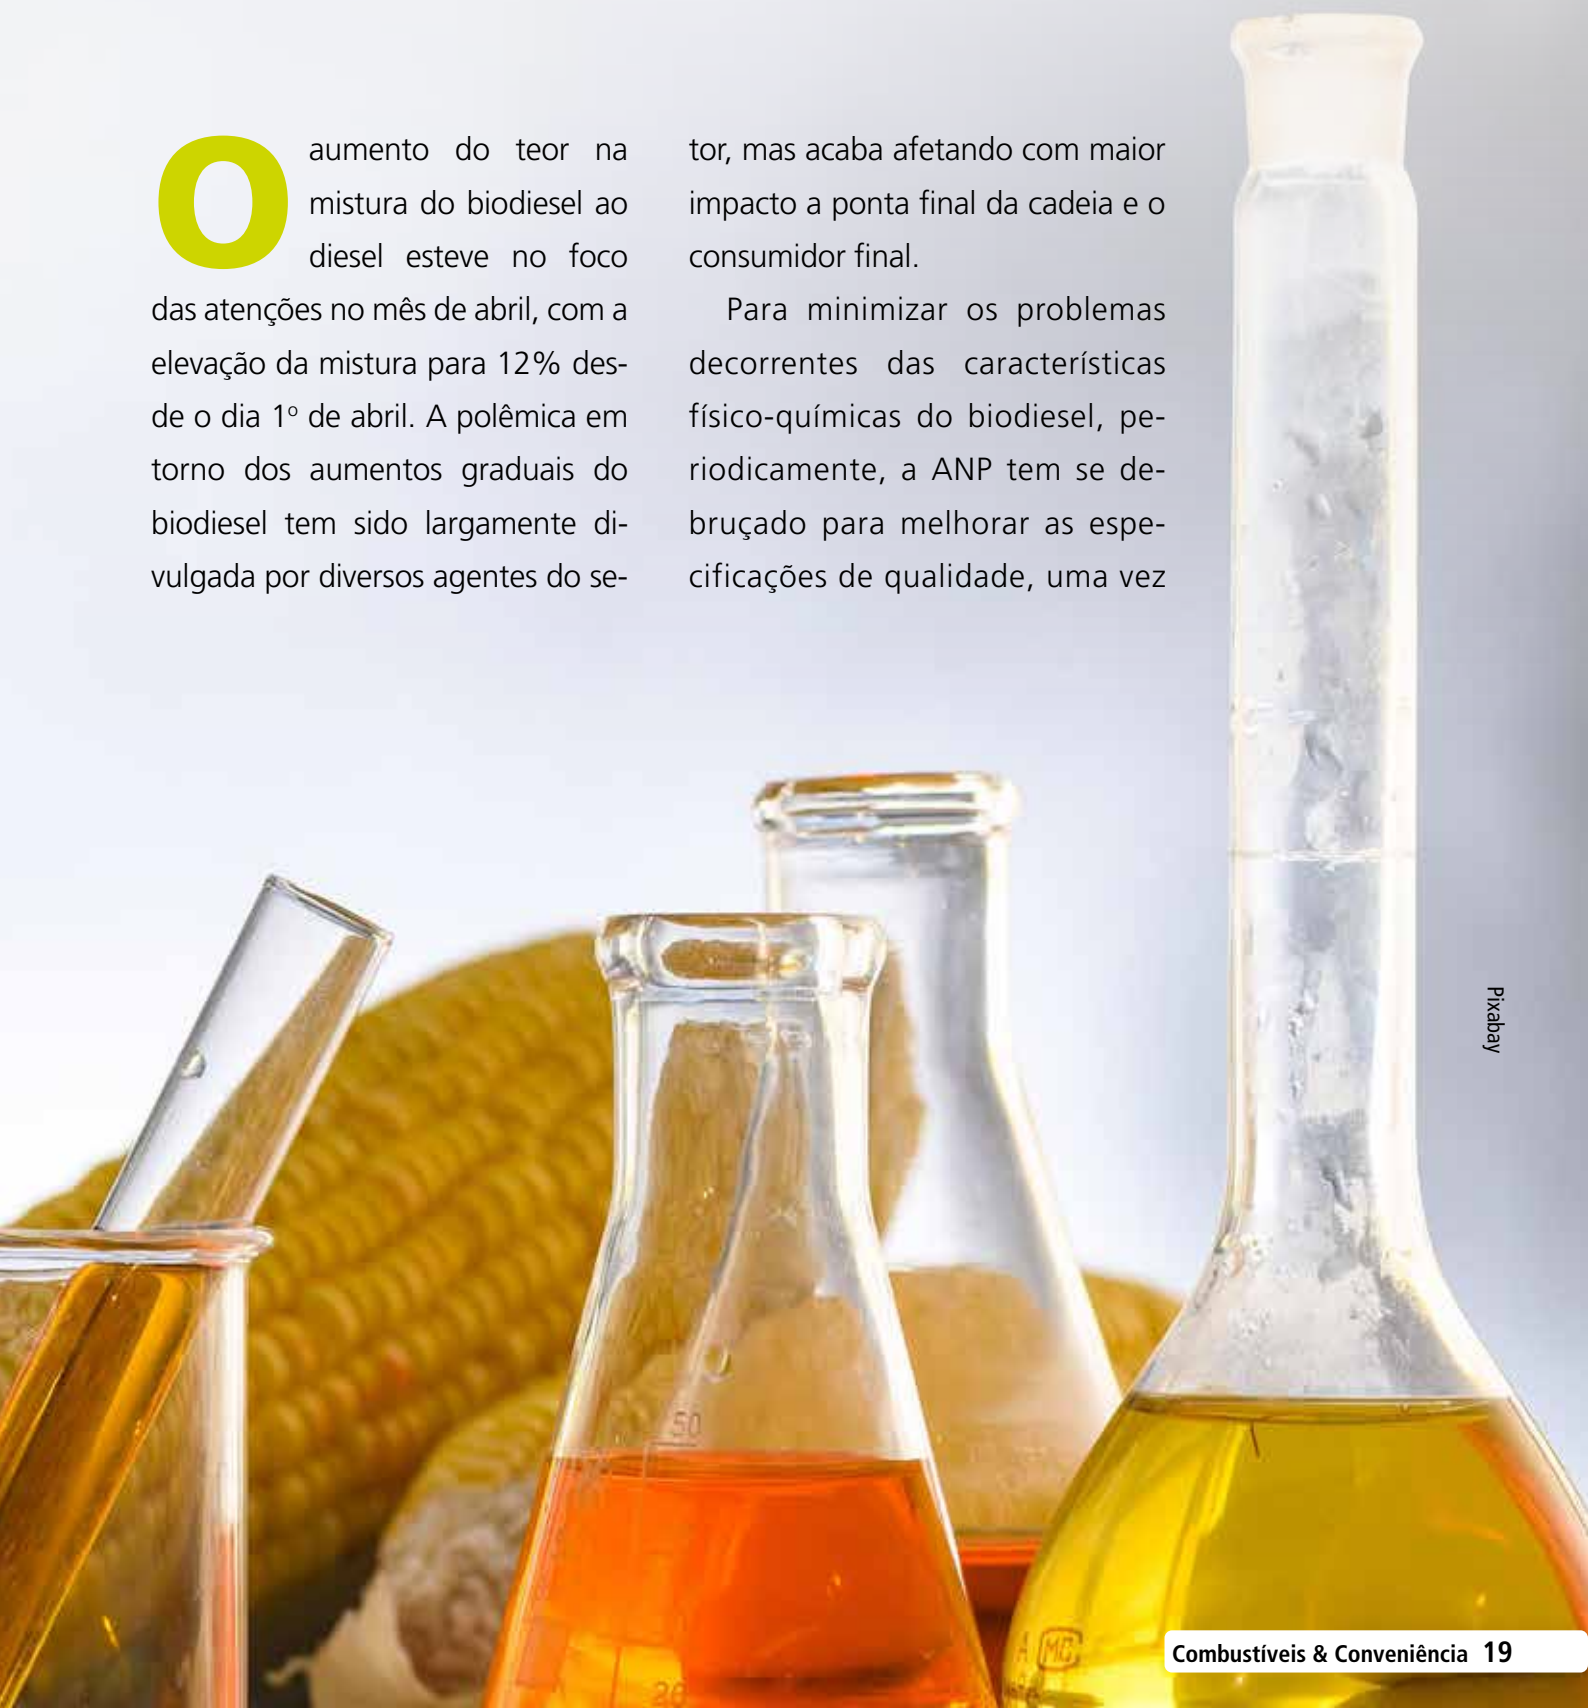 O aumento do teor na
mistura do biodiesel ao
diesel esteve no foco
das atenções no mês de abril, com a
elevação da mistura para 12% des-
de o dia 1º de abril. A polêmica em
torno dos aumentos graduais do
biodiesel tem sido largamente di-
vulgada por diversos agentes do se-
tor, mas acaba afetando com maior
impacto a ponta final da cadeia e o
consumidor final.
Para minimizar os problemas
decorrentes das características
físico-químicas do biodiesel, pe-
riodicamente, a ANP tem se de-
bruçado para melhorar as espe-
cificações de qualidade, uma vez
Pixabay
50
20
MC
Combustíveis & Conveniência 19